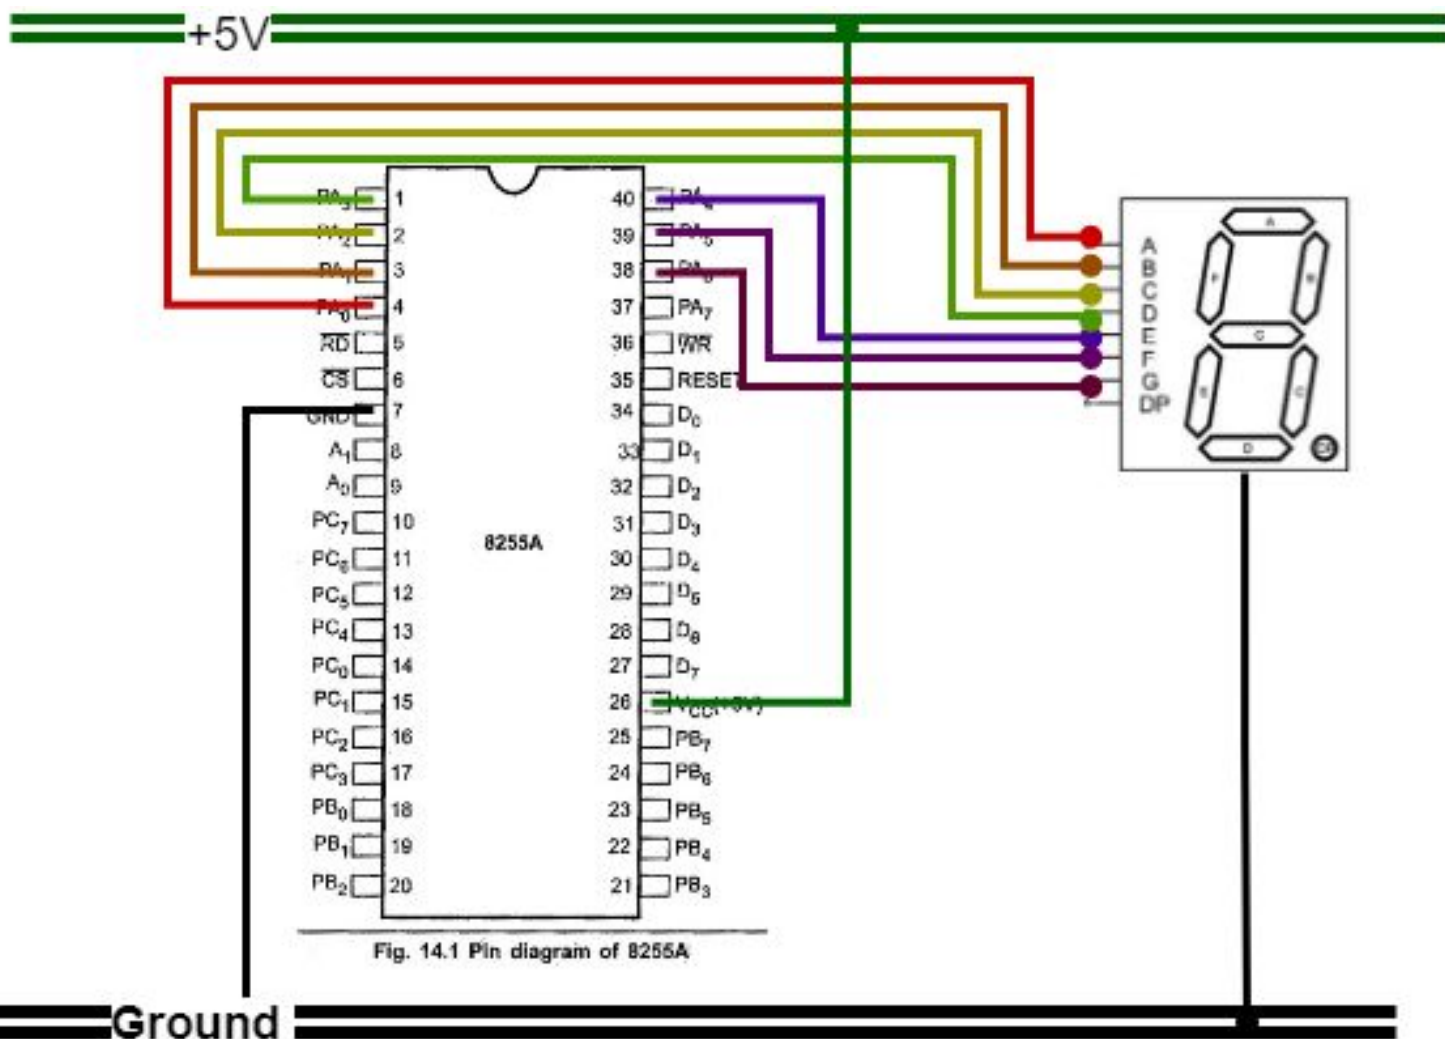 +5V
PA3 1 40 PA4
PA2 2 39 PA5
PA1 3 38 PA6
PA0 4 37 PA7
RD 5 36 WR
CS 6 35 RESET
GND 7 34 D0
A1 8 33 D1
A0 9 32 D2
PC7 10 31 D3
PC6 11 30 D4
PC5 12 29 D5
PC4 13 28 D6
PC0 14 27 D7
PC1 15 26 VCC(+5V)
PC2 16 25 PB7
PC3 17 24 PB6
PB0 18 23 PB5
PB1 19 22 PB4
PB2 20 21 PB3
8255A
Fig. 14.1 Pin diagram of 8255A
A
B
C
D
E
F
G
DP
A
F B
G
E C
D DP
Ground